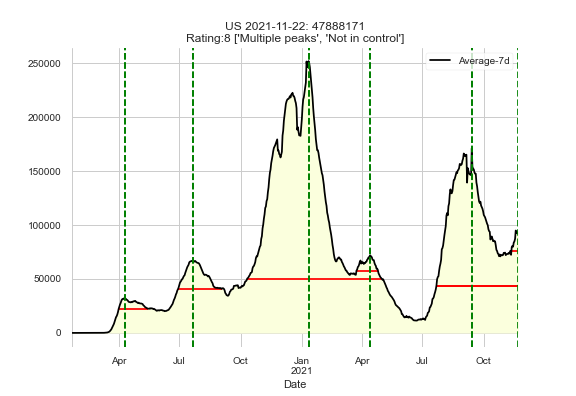 US 2021-11-22: 47888171
Rating:8 ['Multiple peaks', 'Not in control']
Average-7d
250000
200000
150000
100000
50000
0
Apr Jul Oct Jan Apr Jul Oct
2021
Date